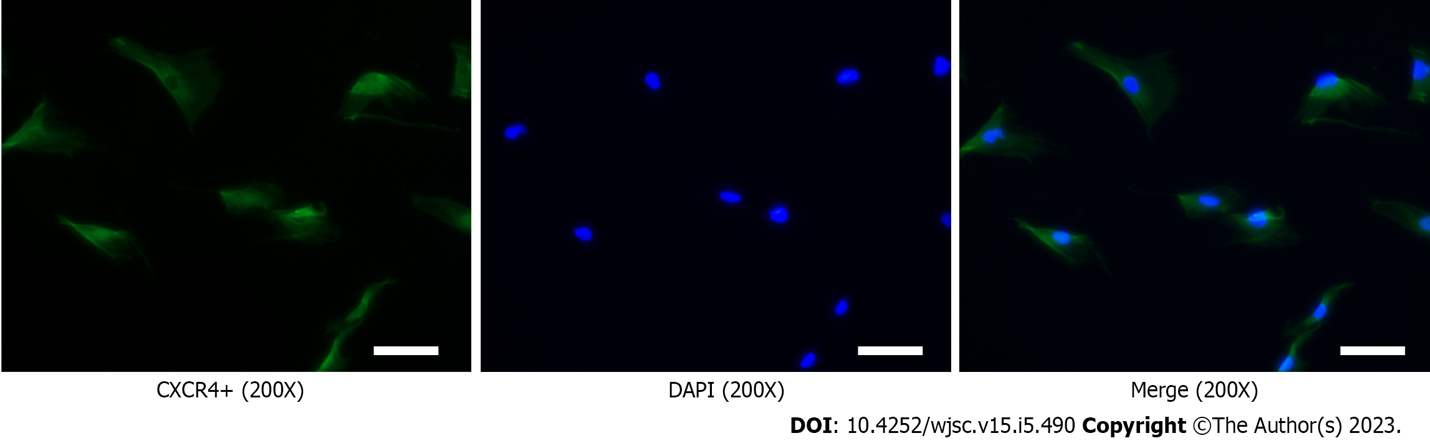 CXCR4+ (200X) DAPI (200X) Merge (200X)
DOI: 10.4252/wjsc.v15.i5.490 Copyright ©The Author(s) 2023.